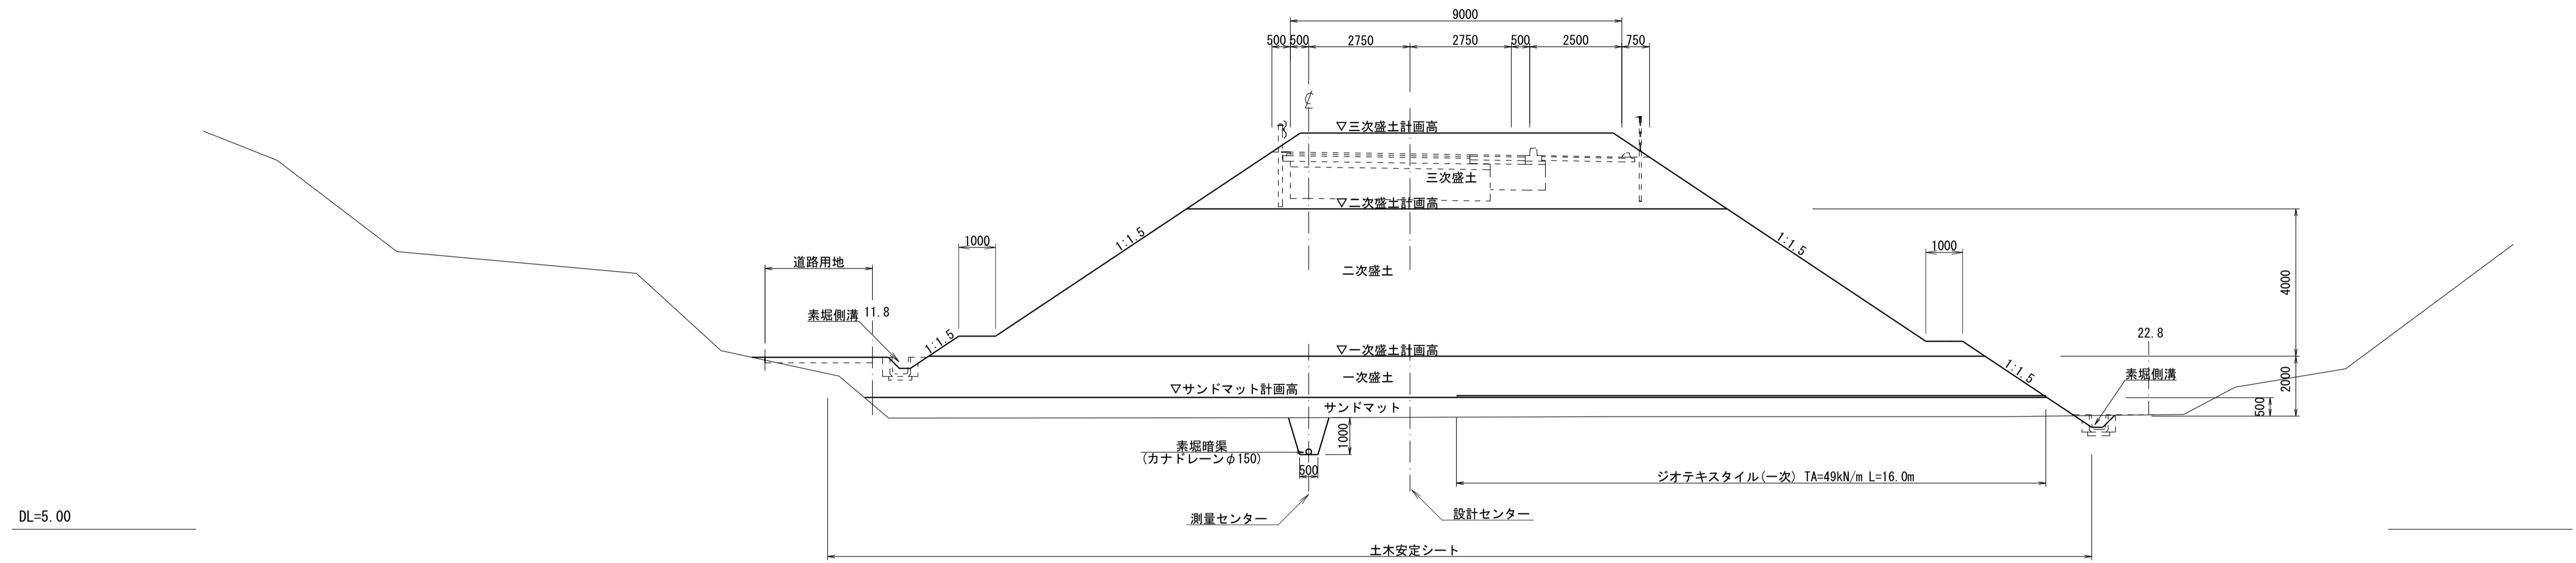 9000
500 500 2750 2750 500 2500 750
℄
▽三次盛土計画高
三次盛土
▽二次盛土計画高
1:1.5
1:1.5
1000
1000
道路用地
二次盛土
4000
素堀側溝 11.8
1:1.5
22.8
▽一次盛土計画高
1:1.5
一次盛土
素堀側溝
2000
▽サンドマット計画高
サンドマット
500
素堀暗渠
(カナドレーンφ150)
1000
500
ジオテキスタイル(一次) TA=49kN/m L=16.0m
DL=5.00
測量センター
設計センター
土木安定シート